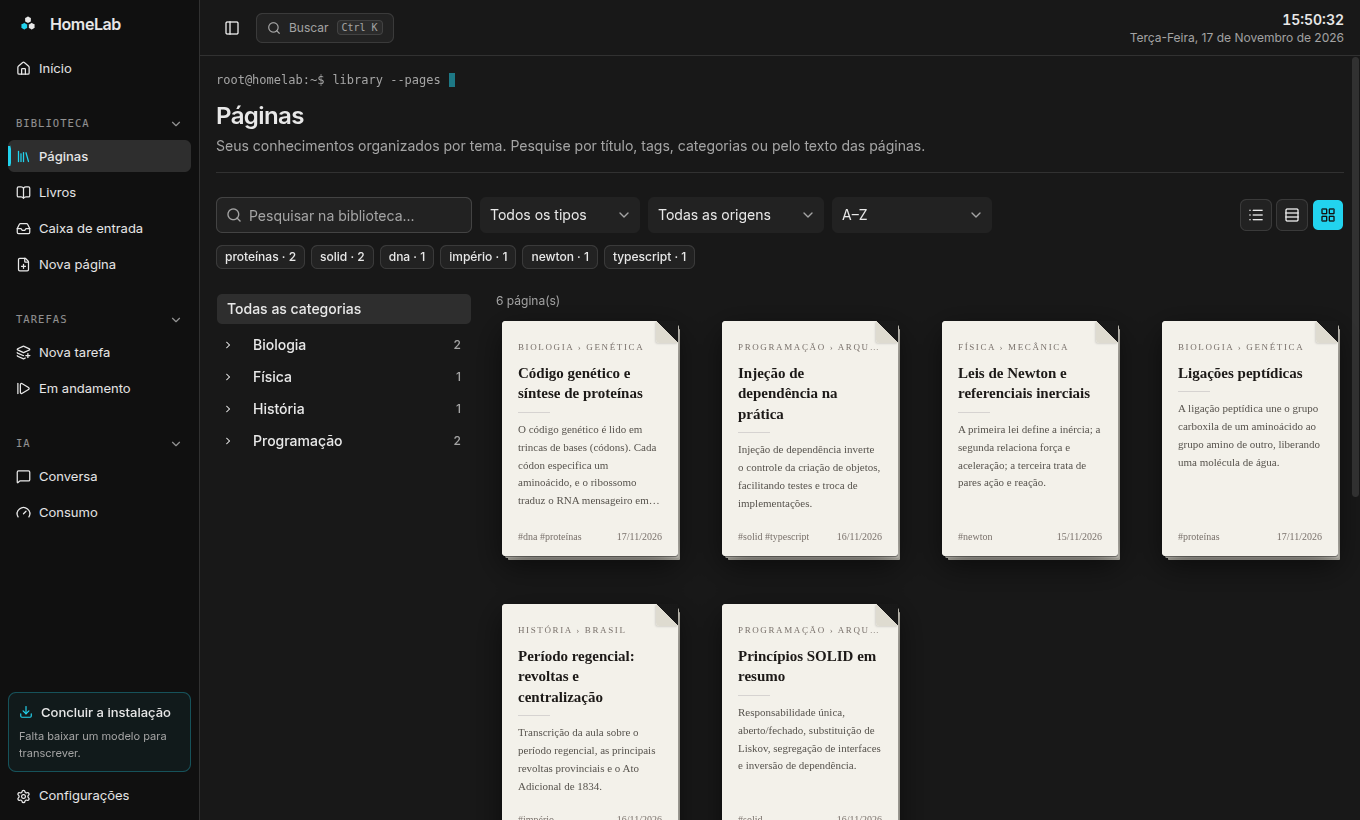 HomeLab
Início
BIBLIOTECA
Páginas
Livros
Caixa de entrada
Nova página
TAREFAS
Nova tarefa
Em andamento
IA
Conversa
Consumo
Concluir a instalação
Falta baixar um modelo para
transcrever.
Configurações
Buscar Ctrl K
15:50:32
Terça-Feira, 17 de Novembro de 2026
root@homelab:~$ library --pages
Páginas
Seus conhecimentos organizados por tema. Pesquise por título, tags, categorias ou pelo texto das páginas.
Pesquisar na biblioteca...
Todos os tipos
Todas as origens
A–Z
proteínas · 2
solid · 2
dna · 1
império · 1
newton · 1
typescript · 1
Todas as categorias
Biologia 2
Física 1
História 1
Programação 2
6 página(s)
BIOLOGIA › GENÉTICA
Código genético e
síntese de proteínas
O código genético é lido em
trincas de bases (códons). Cada
códon especifica um
aminoácido, e o ribossomo
traduz o RNA mensageiro em…
#dna #proteínas 17/11/2026
PROGRAMAÇÃO › ARQU…
Injeção de
dependência na
prática
Injeção de dependência inverte
o controle da criação de objetos,
facilitando testes e troca de
implementações.
#solid #typescript 16/11/2026
FÍSICA › MECÂNICA
Leis de Newton e
referenciais inerciais
A primeira lei define a inércia; a
segunda relaciona força e
aceleração; a terceira trata de
pares ação e reação.
#newton 15/11/2026
BIOLOGIA › GENÉTICA
Ligações peptídicas
A ligação peptídica une o grupo
carboxila de um aminoácido ao
grupo amino de outro, liberando
uma molécula de água.
#proteínas 17/11/2026
HISTÓRIA › BRASIL
Período regencial:
revoltas e
centralização
Transcrição da aula sobre o
período regencial, as principais
revoltas provinciais e o Ato
Adicional de 1834.
#império 16/11/2026
PROGRAMAÇÃO › ARQU…
Princípios SOLID em
resumo
Responsabilidade única,
aberto/fechado, substituição de
Liskov, segregação de interfaces
e inversão de dependência.
#solid 16/11/2026